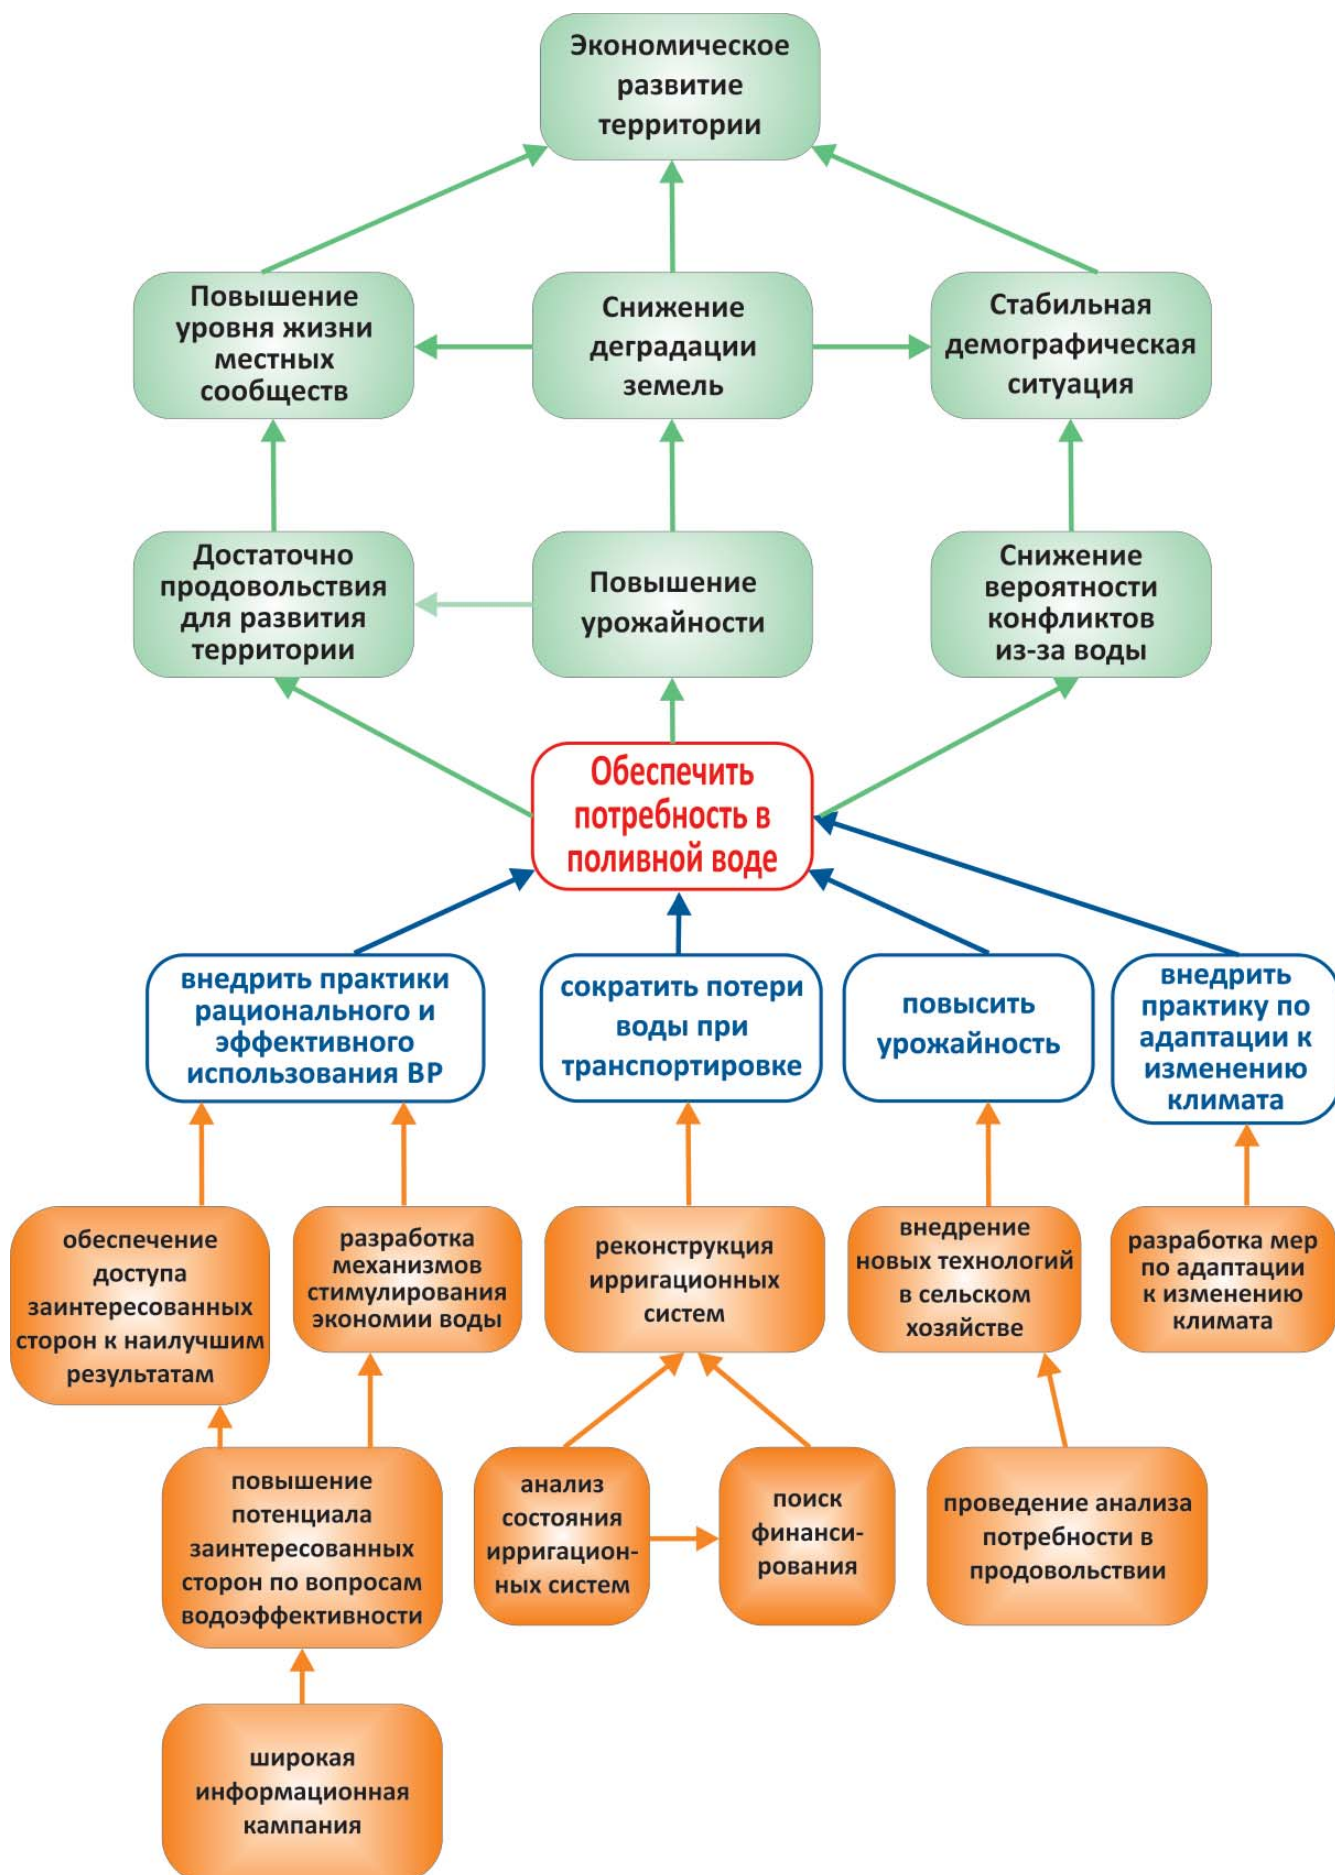 Экономическое
развитие
территории
Повышение
уровня жизни
местных
сообществ
Снижение
деградации
земель
Стабильная
демографическая
ситуация
Достаточно
продовольствия
для развития
территории
Повышение
урожайности
Снижение
вероятности
конфликтов
из-за воды
Обеспечить
потребность в
поливной воде
внедрить практики
рационального и
эффективного
использования ВР
сократить потери
воды при
транспортировке
повысить
урожайность
внедрить
практику по
адаптации к
изменению
климата
обеспечение
доступа
заинтересованных
сторон к наилучшим
результатам
разработка
механизмов
стимулирования
экономии воды
реконструкция
ирригационных
систем
внедрение
новых технологий
в сельском
хозяйстве
разработка мер
по адаптации
к изменению
климата
повышение
потенциала
заинтересованных
сторон по вопросам
водоэффективности
анализ
состояния
ирригацион-
ных систем
поиск
финанси-
рования
проведение анализа
потребности в
продовольствии
широкая
информационная
кампания